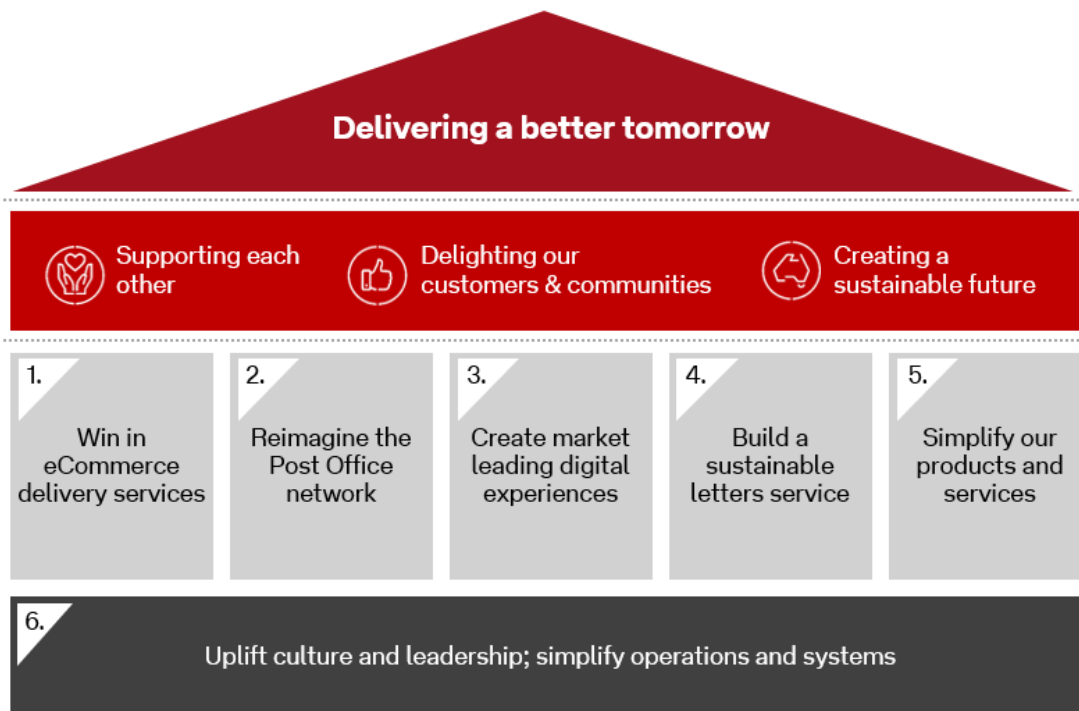 Delivering a better tomorrow
Supporting each
other
Delighting our
customers & communities
Creating a
sustainable future
1.
Win in
eCommerce
delivery services
2.
Reimagine the
Post Office
network
3.
Create market
leading digital
experiences
4.
Build a
sustainable
letters service
5.
Simplify our
products and
services
6.
Uplift culture and leadership; simplify operations and systems